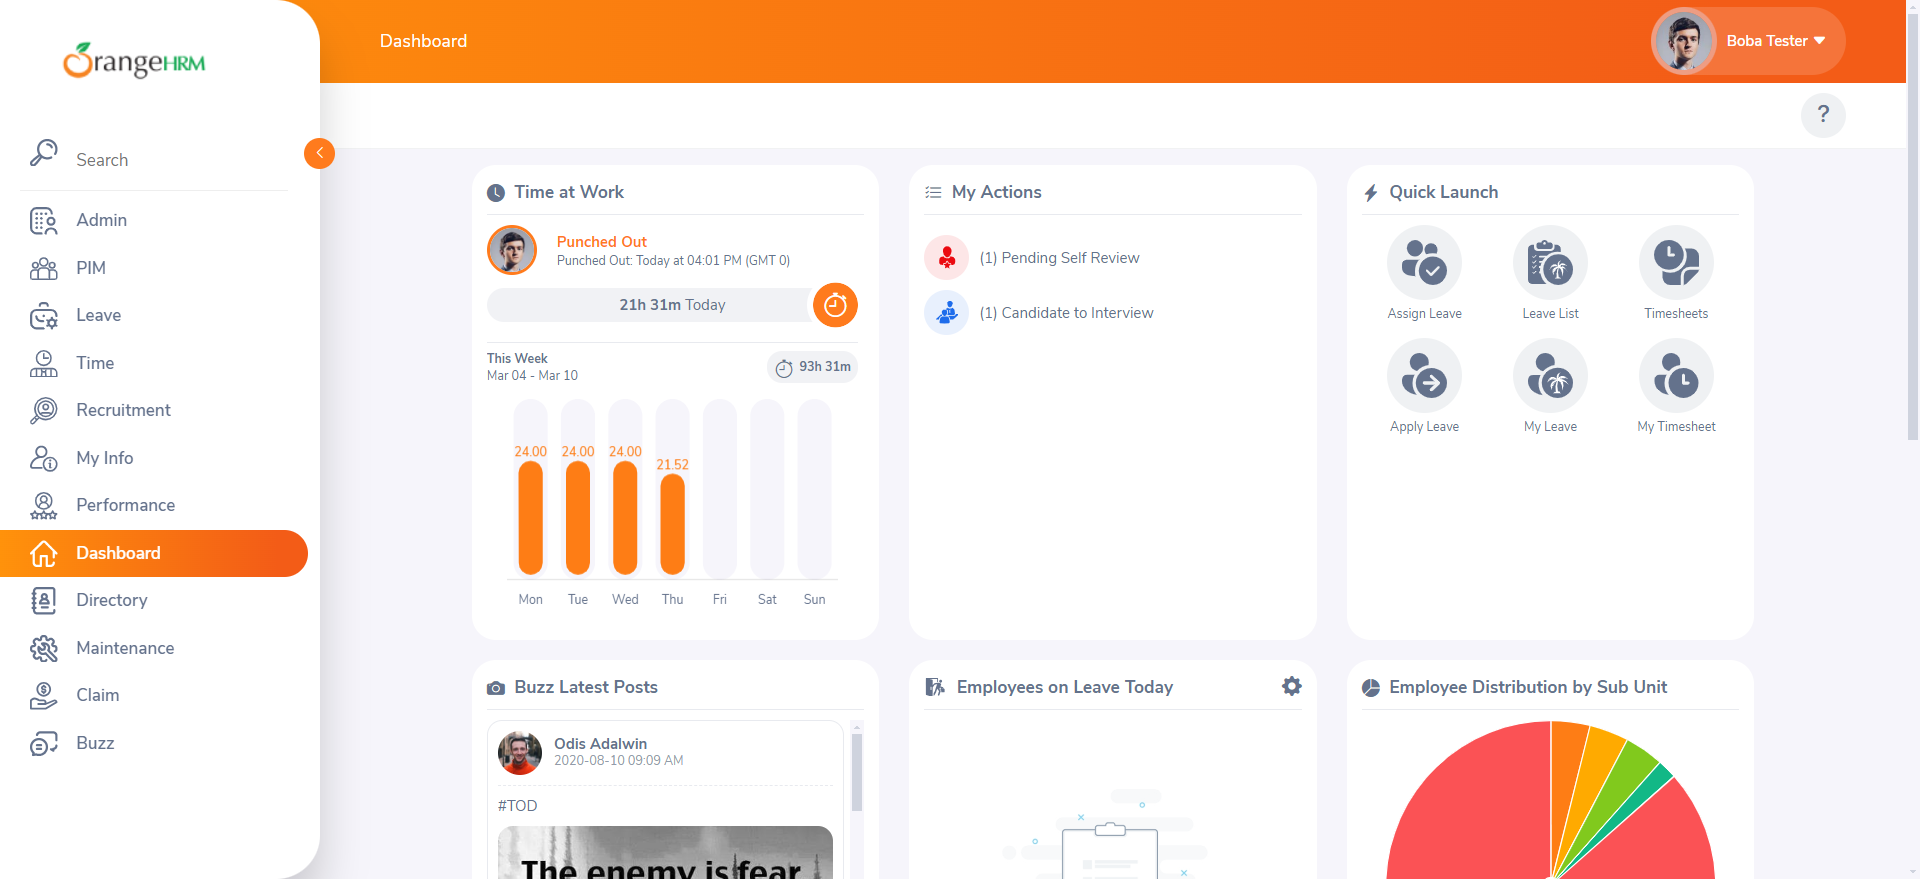 OrangeHRM
Dashboard
Boba Tester
?
Search
Admin
PIM
Leave
Time
Recruitment
My Info
Performance
Dashboard
Directory
Maintenance
Claim
Buzz
Time at Work
Punched Out
Punched Out: Today at 04:01 PM (GMT 0)
21h 31m Today
This Week
Mar 04 - Mar 10
93h 31m
24.00 24.00 24.00 21.52
Mon Tue Wed Thu Fri Sat Sun
My Actions
(1) Pending Self Review
(1) Candidate to Interview
Quick Launch
Assign Leave Leave List Timesheets
Apply Leave My Leave My Timesheet
Buzz Latest Posts
Odis Adalwin
2020-08-10 09:09 AM
#TOD
The enemy is fear
Employees on Leave Today
Employee Distribution by Sub Unit